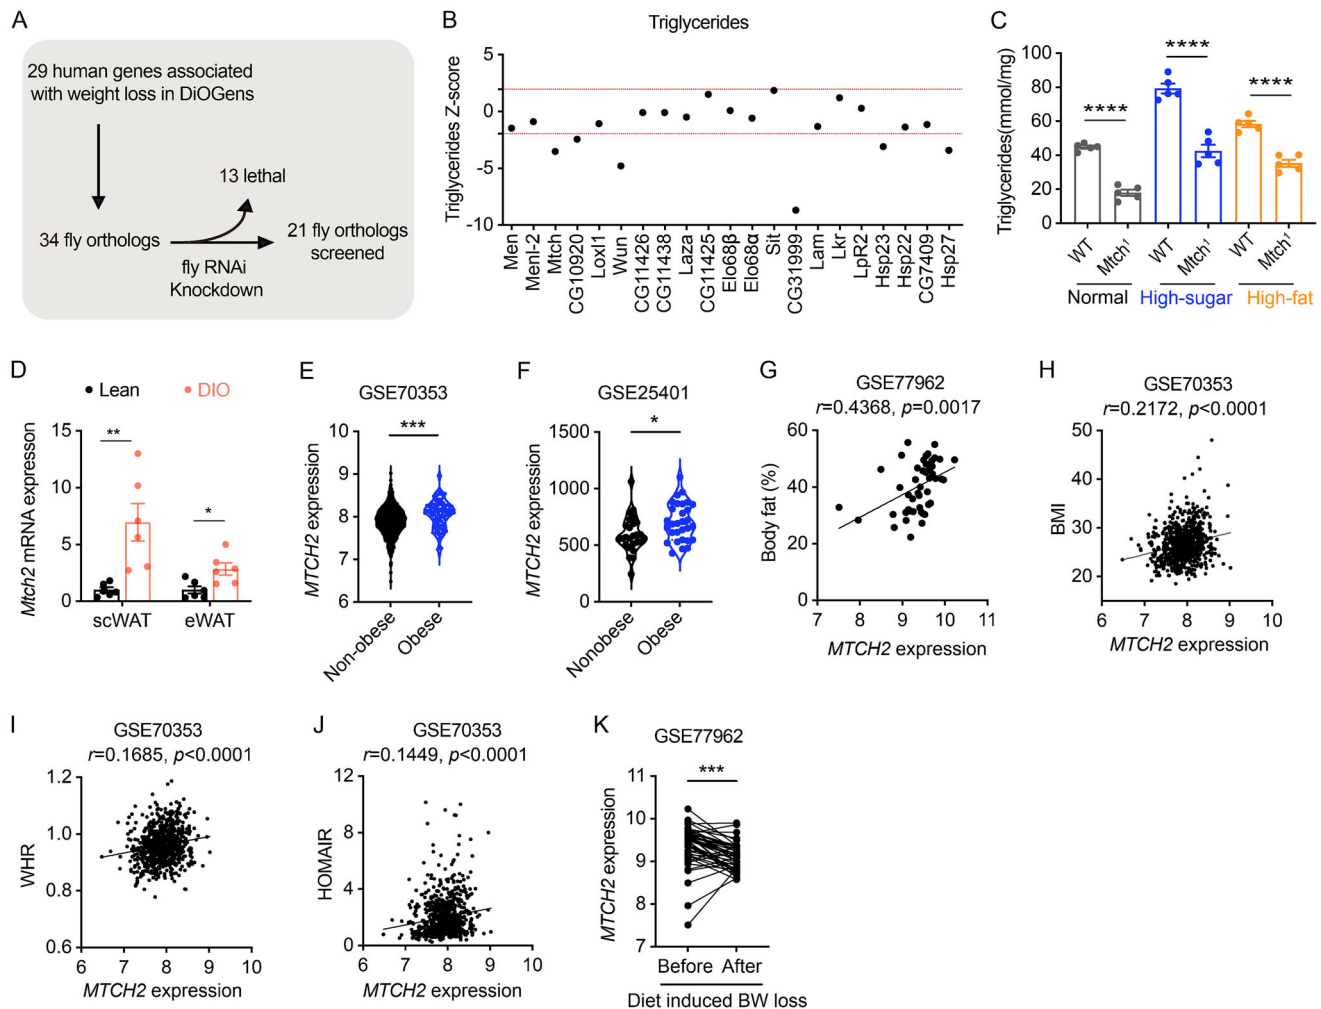 A
29 human genes associated
with weight loss in DiOGens
13 lethal
34 fly orthologs
21 fly orthologs
screened
fly RNAi
Knockdown
B
Triglycerides
Triglycerides Z-score
5
0
-5
-10
Men
Menl-2
Mtch
CG10920
Loxl1
Wun
CG11426
CG11438
Laza
CG11425
Elo68β
Elo68α
Sit
CG31999
Lam
Lkr
LpR2
Hsp23
Hsp22
CG7409
Hsp27
C
Triglycerides(mmol/mg)
100
80
60
40
20
0
****
****
****
WT
Mtch¹
WT
Mtch¹
WT
Mtch¹
Normal
High-sugar
High-fat
D
Lean
DIO
Mtch2 mRNA expresson
15
10
5
0
**
*
scWAT
eWAT
E
GSE70353
***
MTCH2 expression
10
9
8
7
6
Non-obese
Obese
F
GSE25401
*
MTCH2 expression
1500
1000
500
0
Nonobese
Obese
G
GSE77962
r=0.4368, p=0.0017
Body fat (%)
60
40
20
0
7 8 9 10 11
MTCH2 expression
H
GSE70353
r=0.2172, p<0.0001
BMI
50
40
30
20
6 7 8 9 10
MTCH2 expression
I
GSE70353
r=0.1685, p<0.0001
WHR
1.2
1.0
0.8
0.6
6 7 8 9 10
MTCH2 expression
J
GSE70353
r=0.1449, p<0.0001
HOMAIR
12
8
4
0
6 7 8 9 10
MTCH2 expression
K
GSE77962
***
MTCH2 expression
11
10
9
8
7
Before After
Diet induced BW loss